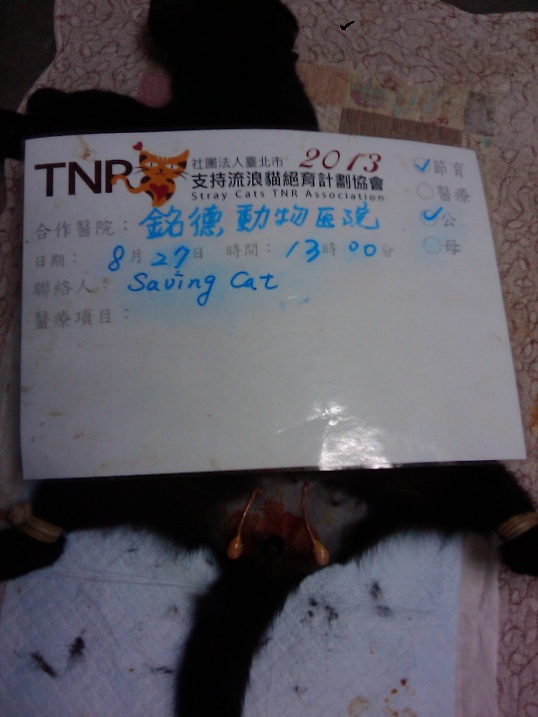 TNR 社團法人臺北市 2013
支持流浪貓絕育計劃協會
Stray Cats TNR Association
節育
醫療
公
母
合作醫院：銘德動物医院
日期：8月27日 時間：13時00分
聯絡人：Saving Cat
醫療項目：